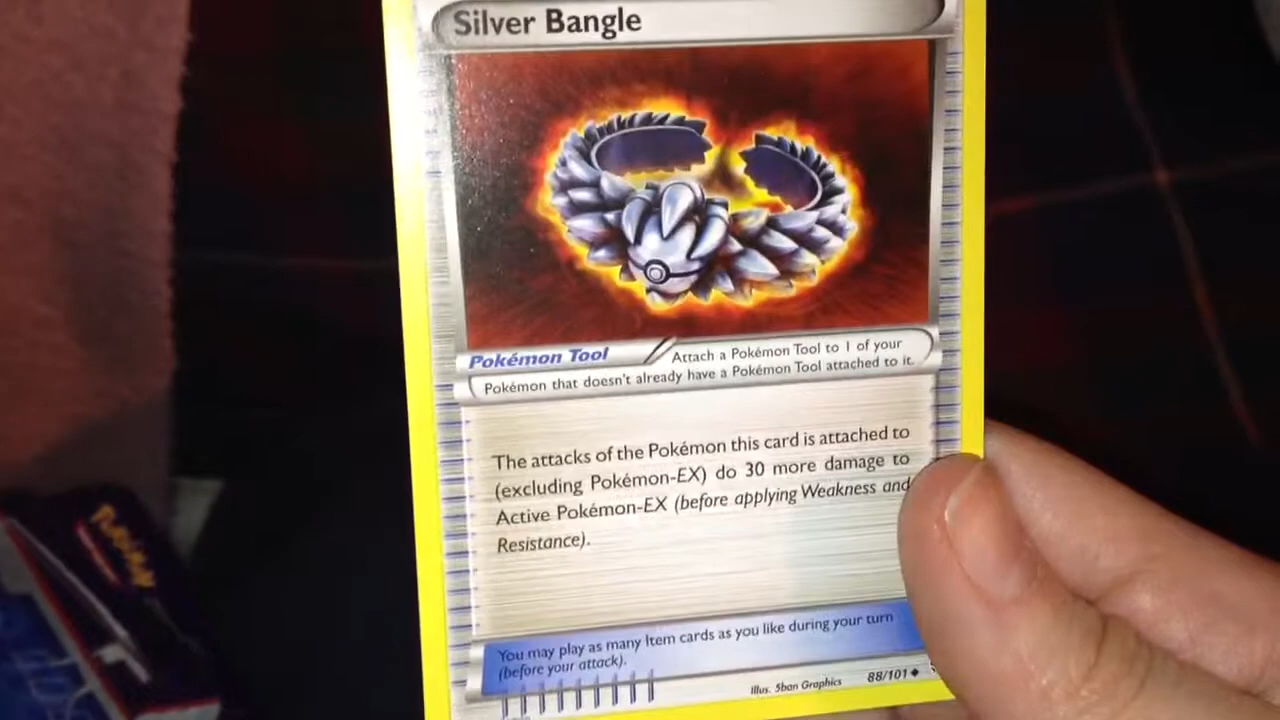 Silver Bangle
Pokémon Tool
Attach a Pokémon Tool to 1 of your
Pokémon that doesn't already have a Pokémon Tool attached to it.
The attacks of the Pokémon this card is attached to
(excluding Pokémon-EX) do 30 more damage to
Active Pokémon-EX (before applying Weakness and
Resistance).
You may play as many Item cards as you like during your turn
(before your attack).
Illus. 5ban Graphics
88/101
Pokémon